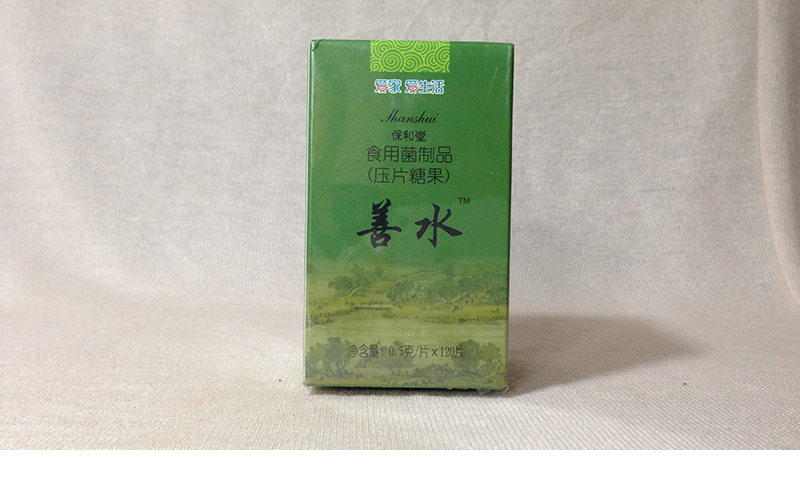 爱家 爱生活
Shanshui
保和堂
食用菌制品
(压片糖果)
善水™
净含量:0.5克/片×120片